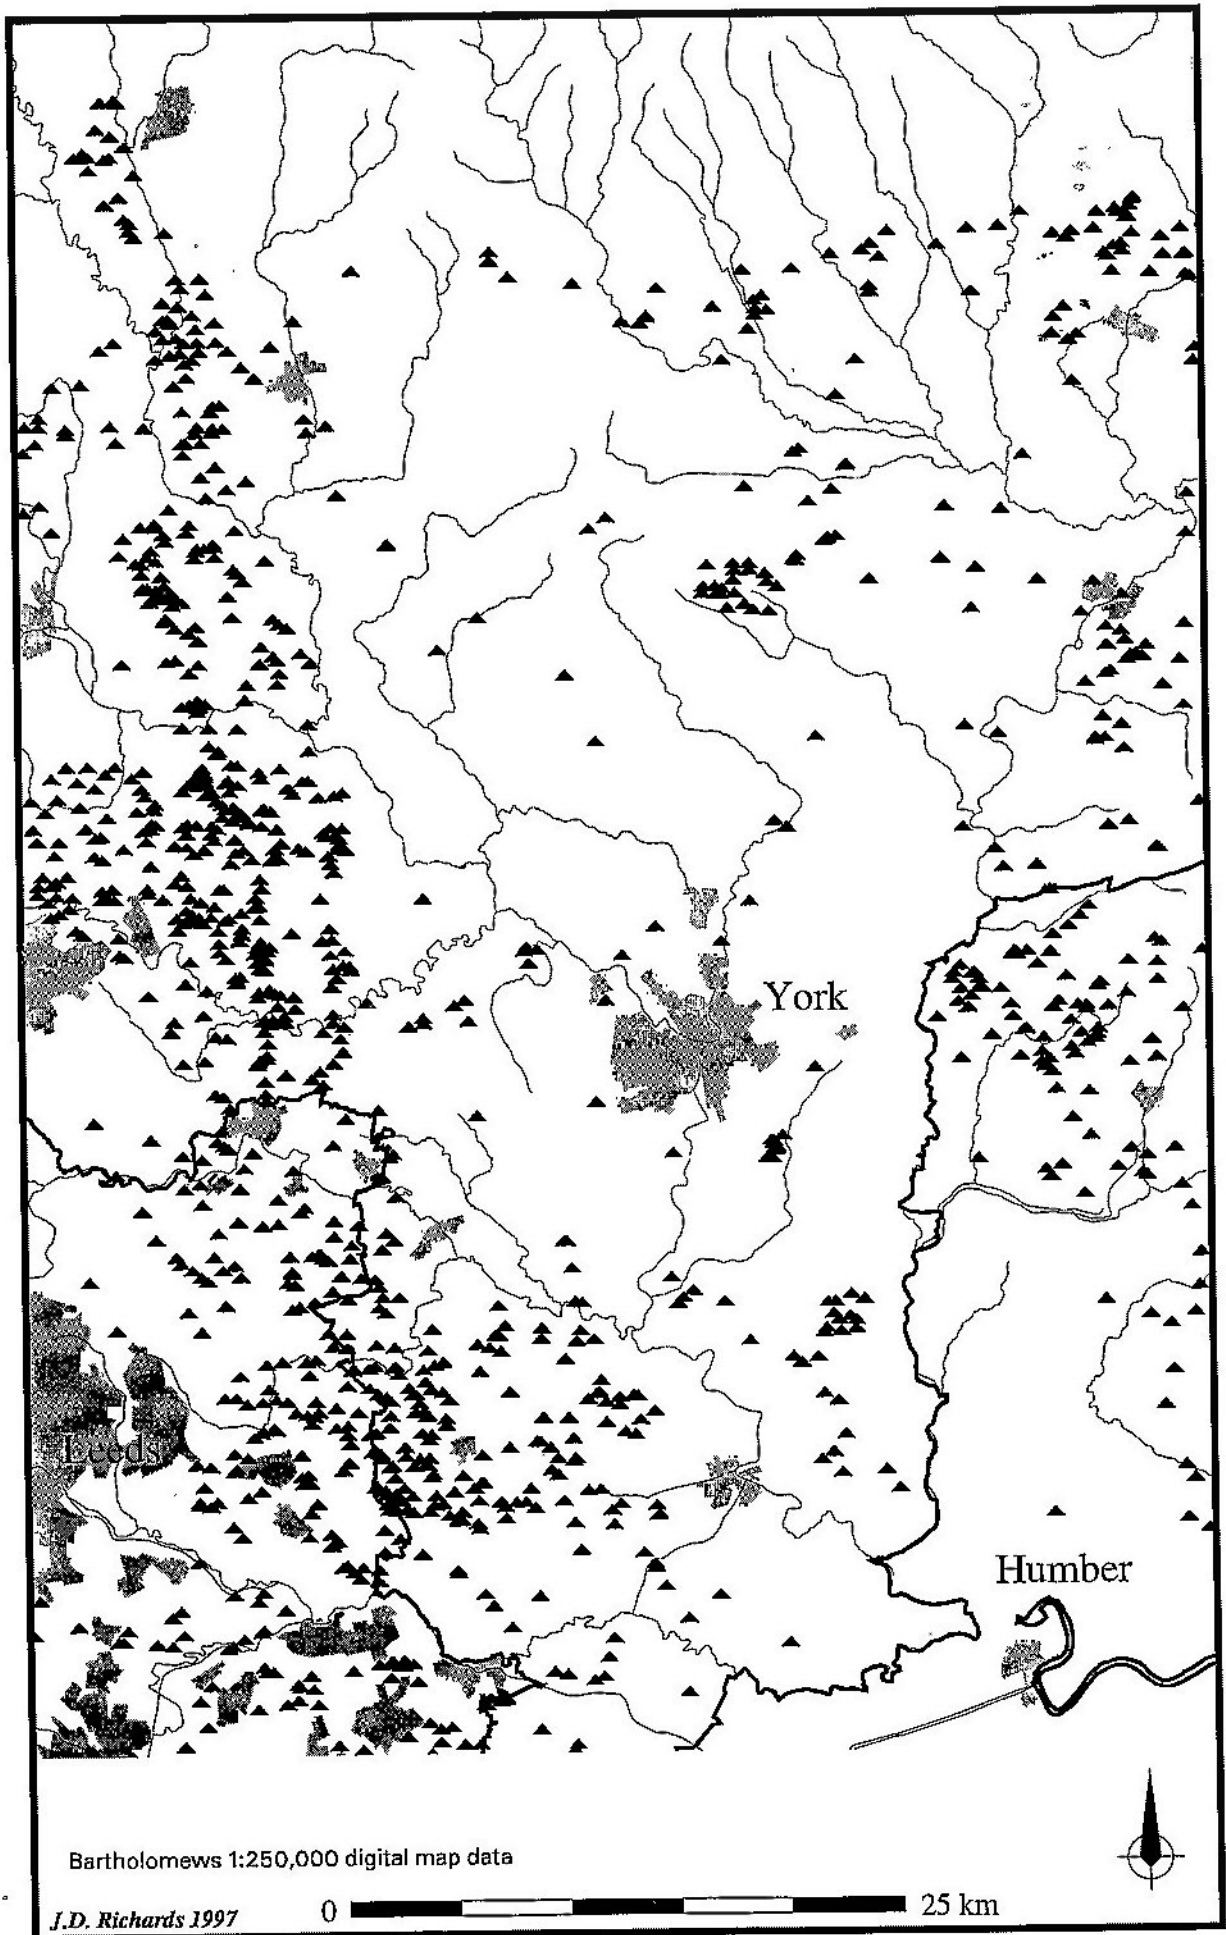 York
Leeds
Humber
Bartholomews 1:250,000 digital map data
J.D. Richards 1997
0
25 km